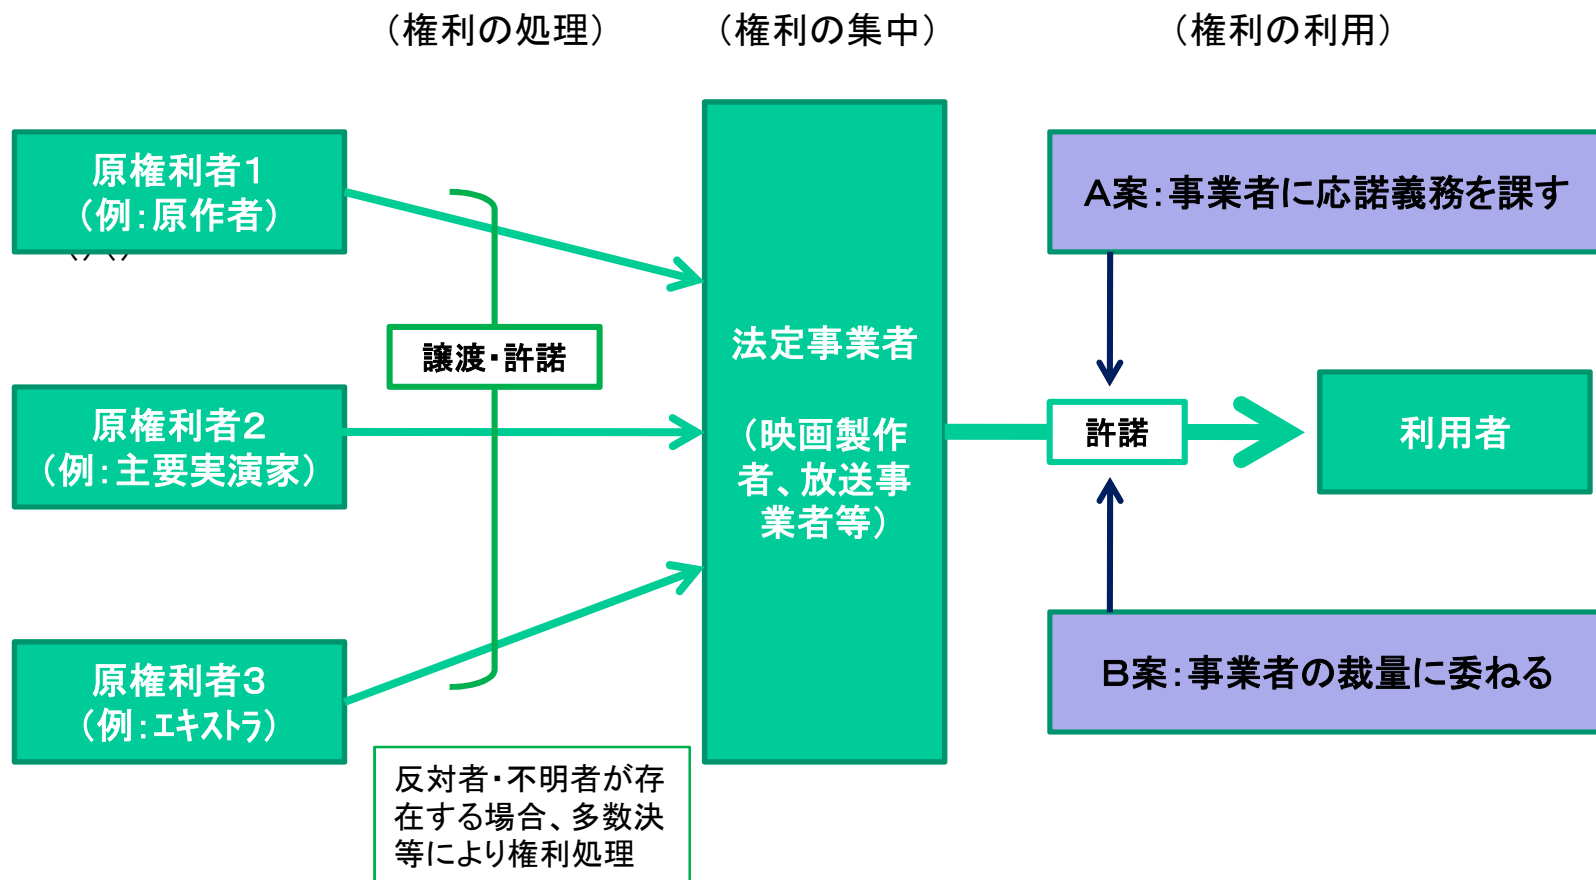 （権利の処理）
（権利の集中）
（権利の利用）
原権利者１
（例：原作者）
原権利者２
（例：主要実演家）
原権利者３
（例：エキストラ）
譲渡・許諾
反対者・不明者が存
在する場合、多数決
等により権利処理
法定事業者
（映画製作
者、放送事
業者等）
Ａ案：事業者に応諾義務を課す
許諾
利用者
Ｂ案：事業者の裁量に委ねる